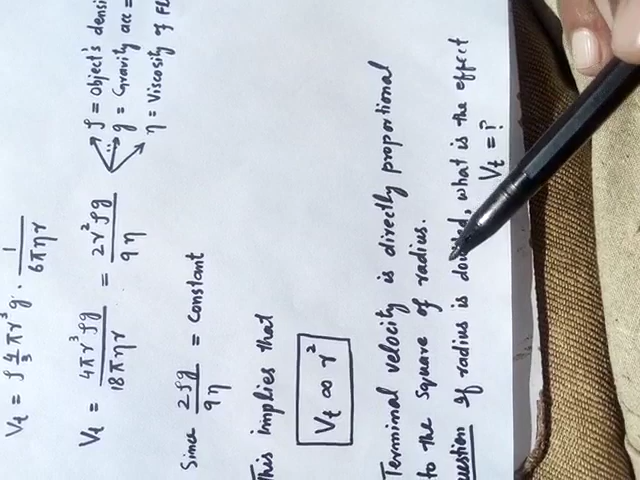 Vt = ρ 4/3 πr³ g · 1/6πηr
Vt = 4πr³ρg/18πηr = 2r²ρg/9η
ρ = object's densi
g = Gravity acc =
η = Viscosity of Fl
Since 2ρg/9η = constant
This implies that
Vt ∝ r²
Terminal velocity is directly proportional
to the square of radius.
uestion If radius is , what is the effect
Vt = ?